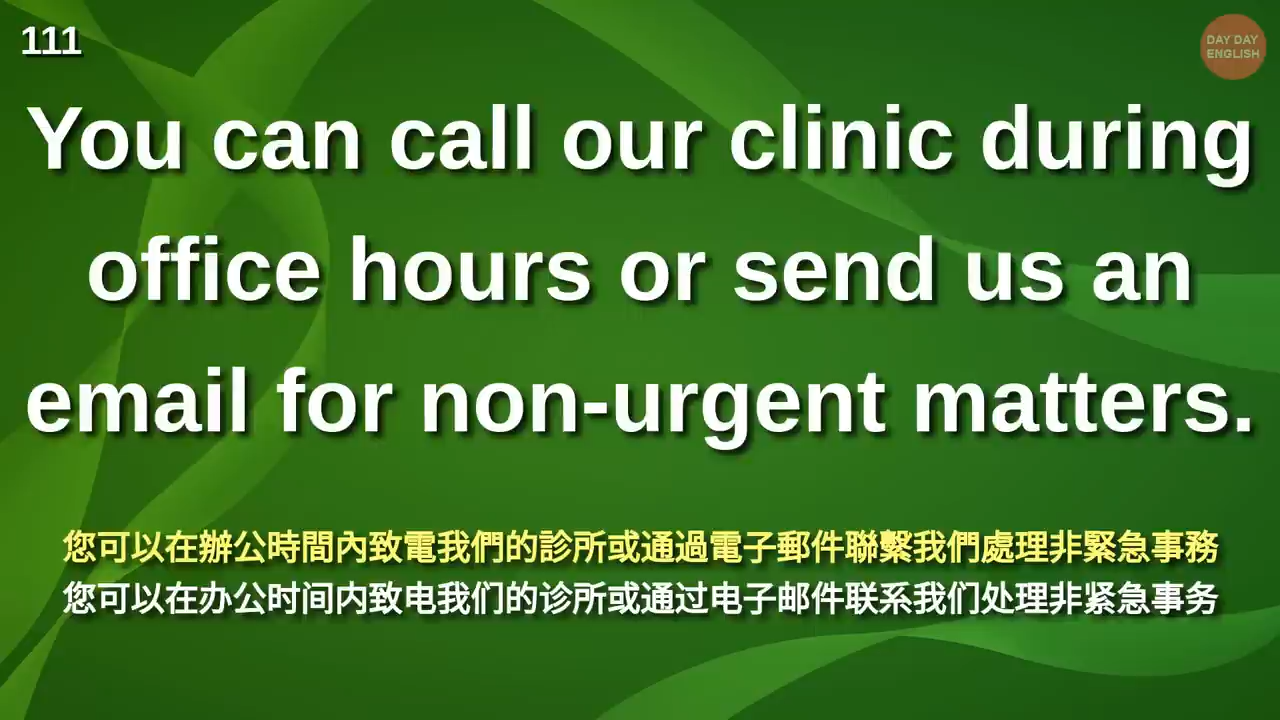 111
DAY DAY
ENGLISH
You can call our clinic during
office hours or send us an
email for non-urgent matters.
您可以在辦公時間內致電我們的診所或通過電子郵件聯繫我們處理非緊急事務
您可以在办公时间内致电我们的诊所或通过电子邮件联系我们处理非紧急事务